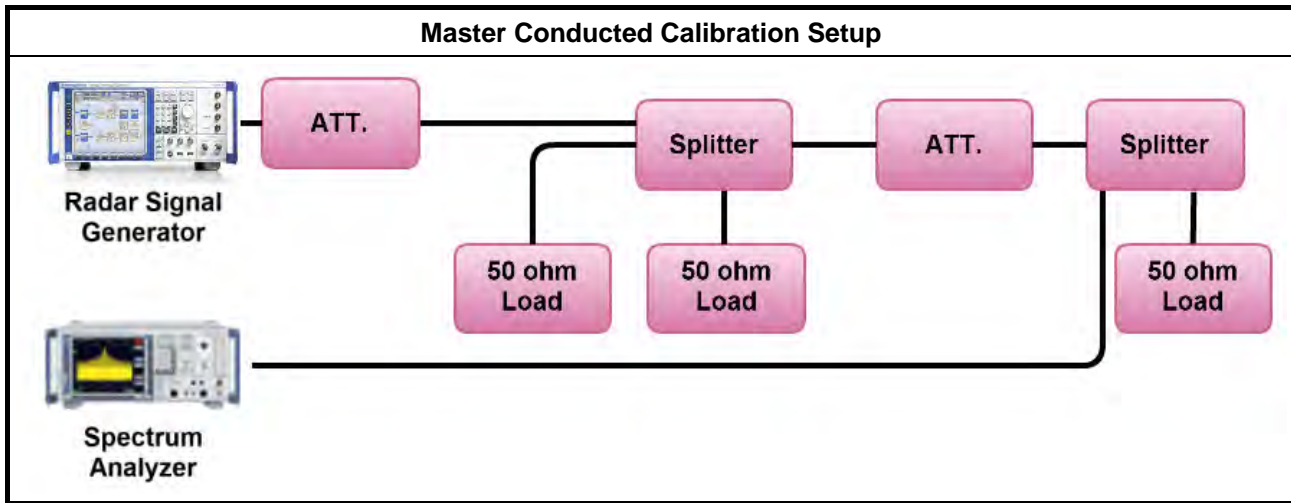 Master Conducted Calibration Setup
ATT.
Splitter
ATT.
Splitter
Radar Signal
Generator
50 ohm
Load
50 ohm
Load
50 ohm
Load
Spectrum
Analyzer